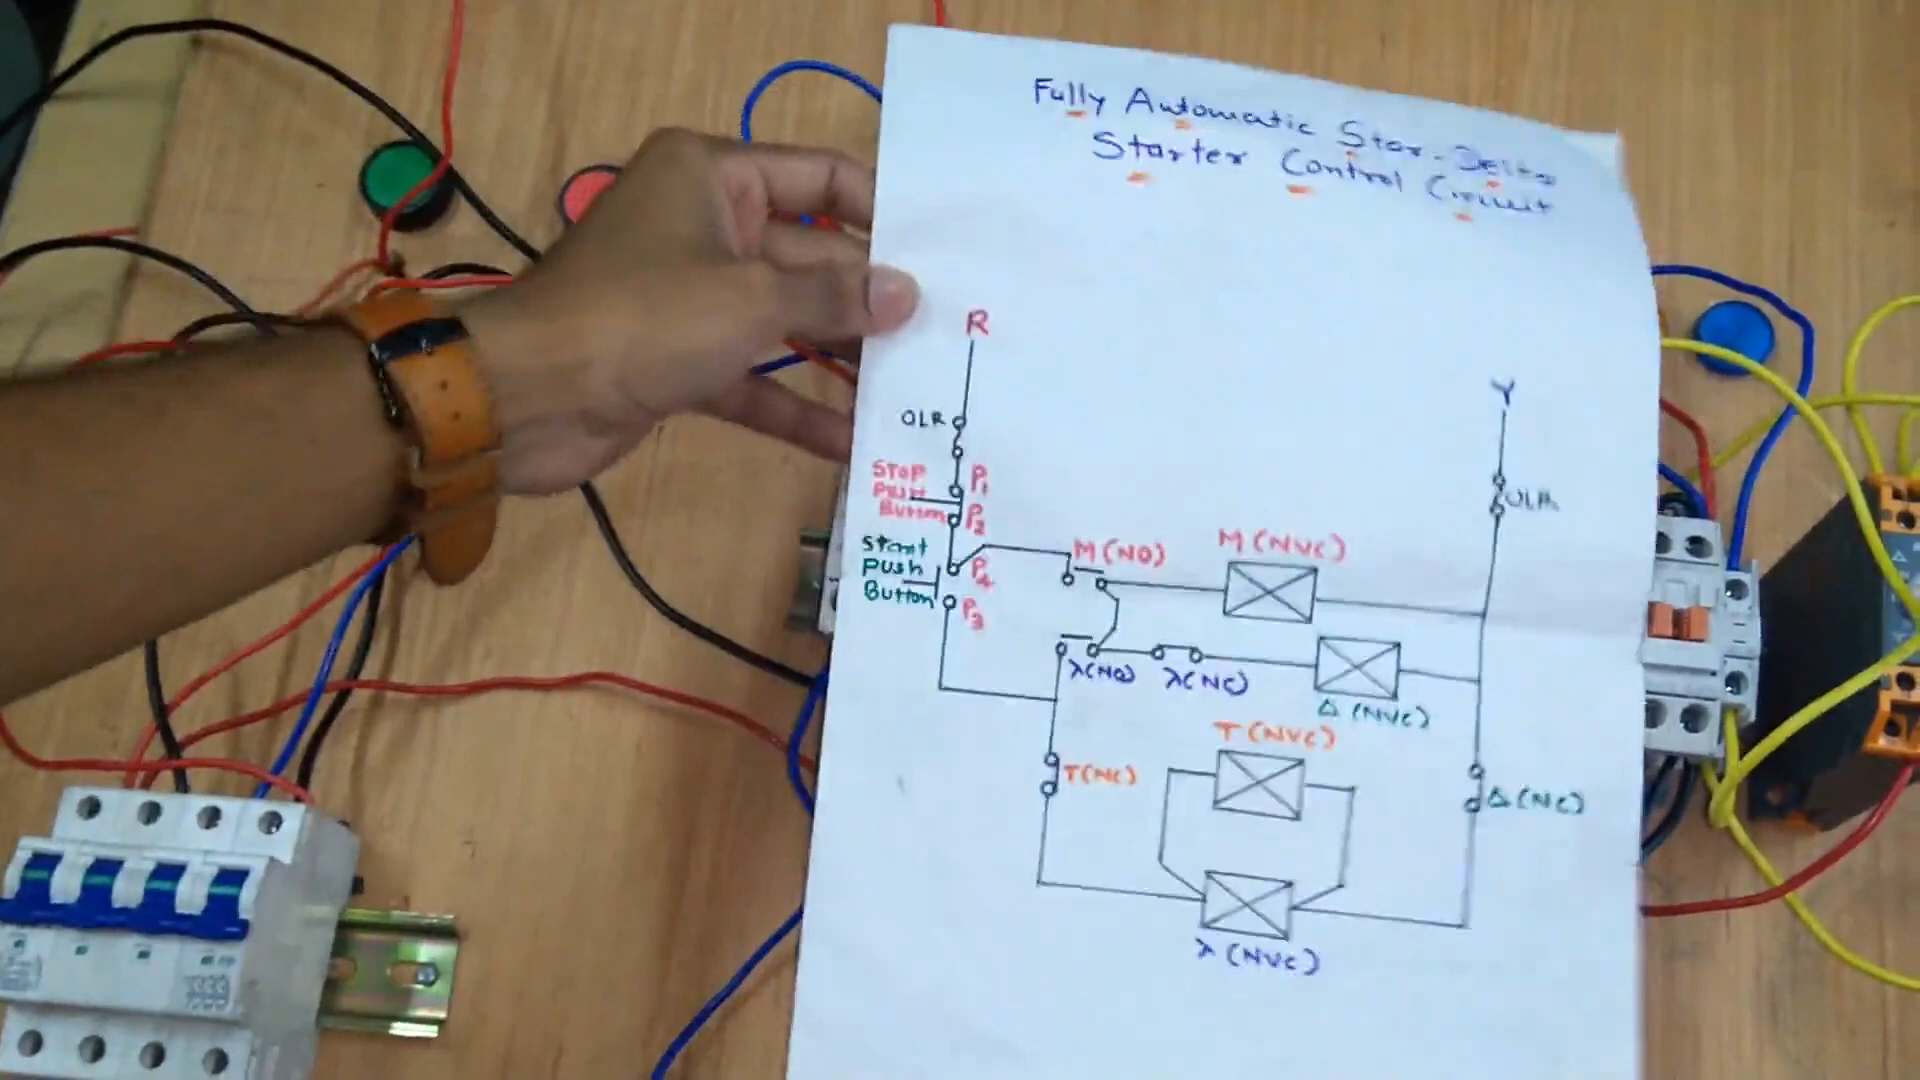 Fully Automatic Star-Delta
Starter Control Circuit
R
Y
OLR
OLR
STOP
PUSH
Button
P1
P2
Start
PUSH
Button
P4
P3
M (NO)
M (NVC)
λ(NO)
λ(NC)
Δ (NVC)
T (NVC)
T(NC)
Δ (NC)
λ (NVC)